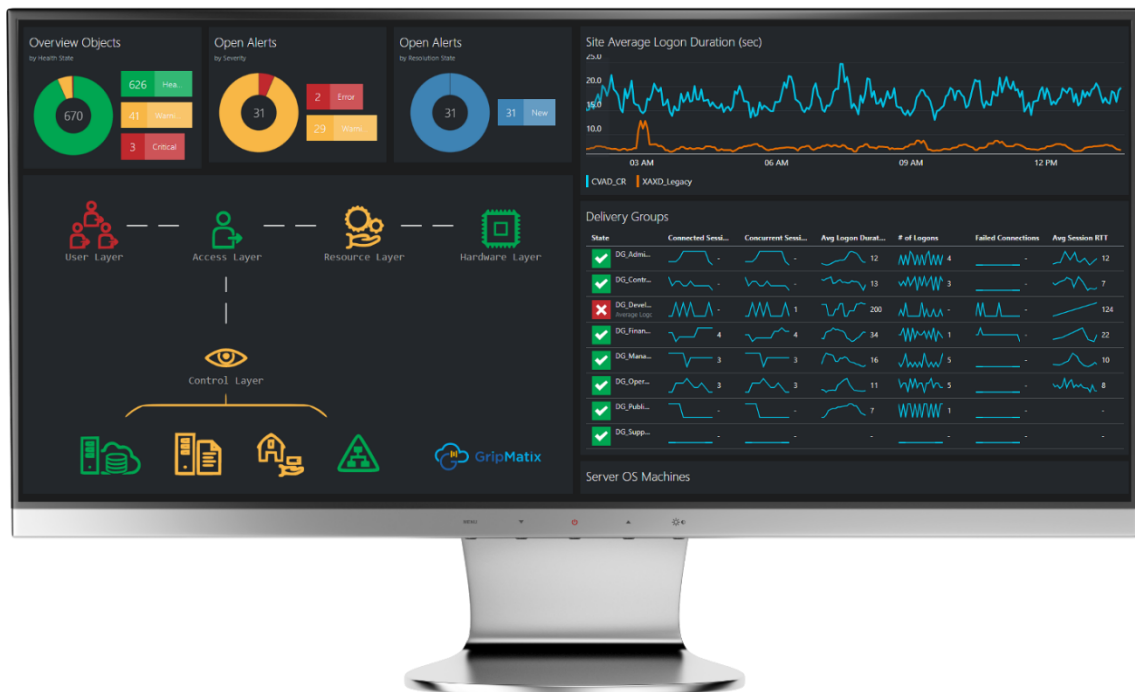 Overview Objects
by Health State
670
626 Hea...
41 Warni...
3 Critical
Open Alerts
by Severity
31
2 Error
29 Warni...
Open Alerts
by Resolution State
31
31 New
Site Average Logon Duration (sec)
25.0
20.0
15.0
10.0
03 AM 06 AM 09 AM 12 PM
CVAD_CR XAXD_Legacy
User Layer Access Layer Resource Layer Hardware Layer
Control Layer
GripMatix
Delivery Groups
State Connected Sessi... Concurrent Sessi... Avg Logon Durat... # of Logons Failed Connections Avg Session RTT
DG_Admi... - - 12 4 - 12
DG_Contr... - - 13 3 - 7
DG_Devel... - 1 200 - - 124
Average Logc
DG_Finan... 4 4 34 1 - 22
DG_Mana... 3 3 16 5 - 10
DG_Oper... 3 3 11 5 - 8
DG_Publi... - - 7 1 - -
DG_Supp... - - - - - -
Server OS Machines
MENU